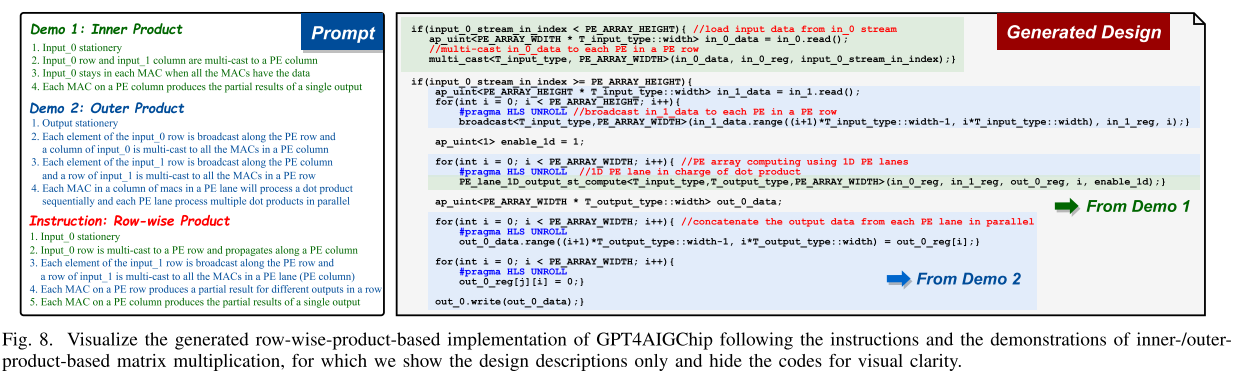 Demo 1: Inner Product
1. Input_0 stationery
2. Input_0 row and input_1 column are multi-cast to a PE column
3. Input_0 stays in each MAC when all the MACs have the data
4. Each MAC on a PE column produces the partial results of a single output
Demo 2: Outer Product
1. Output stationery
2. Each element of the input_0 row is broadcast along the PE row and
a column of input_0 is multi-cast to all the MACs in a PE column
3. Each element of the input_1 row is broadcast along the PE column
and a row of input_1 is multi-cast to all the MACs in a PE row
4. Each MAC in a column of macs in a PE lane will process a dot product
sequentially and each PE lane process multiple dot products in parallel
Instruction: Row-wise Product
1. Input_0 stationery
2. Input_0 row is multi-cast to a PE row and propagates along a PE column
3. Each element of the input_1 row is broadcast along the PE row and
a row of input_1 is multi-cast to all the MACs in a PE lane (PE column)
4. Each MAC on a PE row produces a partial result for different outputs in a row
5. Each MAC on a PE column produces the partial results of a single output
Prompt
Generated Design
if(input_0_stream_in_index < PE_ARRAY_HEIGHT){ //load input data from in_0 stream
ap_uint<PE_ARRAY_WIDTH * T_input_type::width> in_0_data = in_0.read();
//multi-cast in_0_data to each PE in a PE row
multi_cast<T_input_type, PE_ARRAY_WIDTH>(in_0_data, in_0_reg, input_0_stream_in_index);}
if(input_0_stream_in_index >= PE_ARRAY_HEIGHT){
ap_uint<PE_ARRAY_HEIGHT * T_input_type::width> in_1_data = in_1.read();
for(int i = 0; i < PE_ARRAY_HEIGHT; i++){
#pragma HLS UNROLL //broadcast in_1_data to each PE in a PE row
broadcast<T_input_type,PE_ARRAY_WIDTH>(in_1_data.range((i+1)*T_input_type::width-1, i*T_input_type::width), in_1_reg, i);}
ap_uint<1> enable_1d = 1;
for(int i = 0; i < PE_ARRAY_WIDTH; i++){ //PE array computing using 1D PE lanes
#pragma HLS UNROLL //1D PE lane in charge of dot product
PE_lane_1D_output_st_compute<T_input_type,T_output_type,PE_ARRAY_WIDTH>(in_0_reg, in_1_reg, out_0_reg, i, enable_1d);}
ap_uint<PE_ARRAY_WIDTH * T_output_type::width> out_0_data;
From Demo 1
for(int i = 0; i < PE_ARRAY_WIDTH; i++){ //concatenate the output data from each PE lane in parallel
#pragma HLS UNROLL
out_0_data.range((i+1)*T_output_type::width-1, i*T_output_type::width) = out_0_reg[i];}
for(int i = 0; i < PE_ARRAY_WIDTH; i++){
#pragma HLS UNROLL
out_0_reg[j][i] = 0;}
From Demo 2
out_0.write(out_0_data);}
Fig. 8. Visualize the generated row-wise-product-based implementation of GPT4AIGChip following the instructions and the demonstrations of inner-/outer-
product-based matrix multiplication, for which we show the design descriptions only and hide the codes for visual clarity.